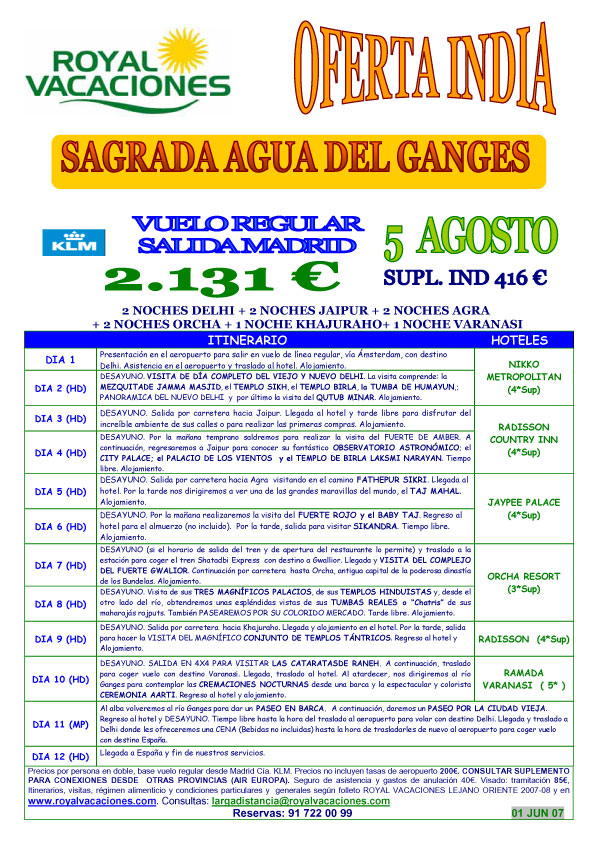 ROYAL
VACACIONES
OFERTA INDIA
SAGRADA AGUA DEL GANGES
KLM
VUELO REGULAR
SALIDA MADRID
5 AGOSTO
2.131 €
SUPL. IND 416 €
2 NOCHES DELHI + 2 NOCHES JAIPUR + 2 NOCHES AGRA
+ 2 NOCHES ORCHA + 1 NOCHE KHAJURAHO+ 1 NOCHE VARANASI
ITINERARIO HOTELES
DIA 1
Presentación en el aeropuerto para salir en vuelo de línea regular, vía Ámsterdam, con destino
Delhi. Asistencia en el aeropuerto y traslado al hotel. Alojamiento.
NIKKO
METROPOLITAN
(4*Sup)
DIA 2 (HD)
DESAYUNO. VISITA DE DÍA COMPLETO DEL VIEJO Y NUEVO DELHI. La visita comprende: la
MEZQUITADE JAMMA MASJID, el TEMPLO SIKH, el TEMPLO BIRLA, la TUMBA DE HUMAYUN,;
PANORAMICA DEL NUEVO DELHI y por último la visita del QUTUB MINAR. Alojamiento.
DIA 3 (HD)
DESAYUNO. Salida por carretera hacia Jaipur. Llegada al hotel y tarde libre para disfrutar del
increíble ambiente de sus calles o para realizar las primeras compras. Alojamiento.
RADISSON
COUNTRY INN
(4*Sup)
DIA 4 (HD)
DESAYUNO. Por la mañana temprano saldremos para realizar la visita del FUERTE DE AMBER. A
continuación, regresaremos a Jaipur para conocer su fantástico OBSERVATORIO ASTRONÓMICO; el
CITY PALACE; el PALACIO DE LOS VIENTOS y el TEMPLO DE BIRLA LAKSMI NARAYAN. Tiempo
libre. Alojamiento.
DIA 5 (HD)
DESAYUNO. Salida por carretera hacia Agra visitando en el camino FATHEPUR SIKRI. Llegada al
hotel. Por la tarde nos dirigiremos a ver una de las grandes maravillas del mundo, el TAJ MAHAL.
Alojamiento.
JAYPEE PALACE
(4*Sup)
DIA 6 (HD)
DESAYUNO. Por la mañana realizaremos la visita del FUERTE ROJO y el BABY TAJ. Regreso al
hotel para el almuerzo (no incluido). Por la tarde, salida para visitar SIKANDRA. Tiempo libre.
Alojamiento.
DIA 7 (HD)
DESAYUNO (si el horario de salida del tren y de apertura del restaurante lo permite) y traslado a la
estación para coger el tren Shatadbi Express con destino a Gwallior. Llegada y VISITA DEL COMPLEJO
DEL FUERTE GWALIOR. Continuación por carretera hasta Orcha, antigua capital de la poderosa dinastía
de los Bundelas. Alojamiento.
ORCHA RESORT
(3*Sup)
DIA 8 (HD)
DESAYUNO. Visita de sus TRES MAGNÍFICOS PALACIOS, de sus TEMPLOS HINDUISTAS y, desde el
otro lado del río, obtendremos unas espléndidas vistas de sus TUMBAS REALES o "Chatris" de sus
maharajás rajputs. También PASEAREMOS POR SU COLORIDO MERCADO. Tarde libre. Alojamiento.
DIA 9 (HD)
DESAYUNO. Salida por carretera. hacia Khajuraho. Llegada y alojamiento en el hotel. Por la tarde, salida
para hacer la VISITA DEL MAGNÍFICO CONJUNTO DE TEMPLOS TÁNTRICOS. Regreso al hotel y
Alojamiento.
RADISSON (4*Sup)
DIA 10 (HD)
DESAYUNO. SALIDA EN 4X4 PARA VISITAR LAS CATARATASDE RANEH. A continuación, traslado
para coger vuelo con destino Varanasi. Llegada, traslado al hotel. Al atardecer, nos dirigiremos al río
Ganges para contemplar las CREMACIONES NOCTURNAS desde una barca y la espectacular y colorista
CEREMONIA AARTI. Regreso al hotel y alojamiento.
RAMADA
VARANASI ( 5* )
DIA 11 (MP)
Al alba volveremos al río Ganges para dar un PASEO EN BARCA. A continuación, daremos un PASEO POR LA CIUDAD VIEJA.
Regreso al hotel y DESAYUNO. Tiempo libre hasta la hora del traslado al aeropuerto para volar con destino Delhi. Llegada y traslado a
Delhi donde les ofreceremos una CENA (Bebidas no incluidas) hasta la hora de trasladarles de nuevo al aeropuerto para coger vuelo
con destino España.
DIA 12 (HD)
Llegada a España y fin de nuestros servicios.
Precios por persona en doble, base vuelo regular desde Madrid Cía. KLM. Precios no incluyen tasas de aeropuerto 200€. CONSULTAR SUPLEMENTO
PARA CONEXIONES DESDE OTRAS PROVINCIAS (AIR EUROPA). Seguro de asistencia y gastos de anulación 40€. Visado: tramitación 85€,
Itinerarios, visitas, régimen alimenticio y condiciones particulares y generales según folleto ROYAL VACACIONES LEJANO ORIENTE 2007-08 y en
www.royalvacaciones.com. Consultas: largadistancia@royalvacaciones.com
Reservas: 91 722 00 99 01 JUN 07